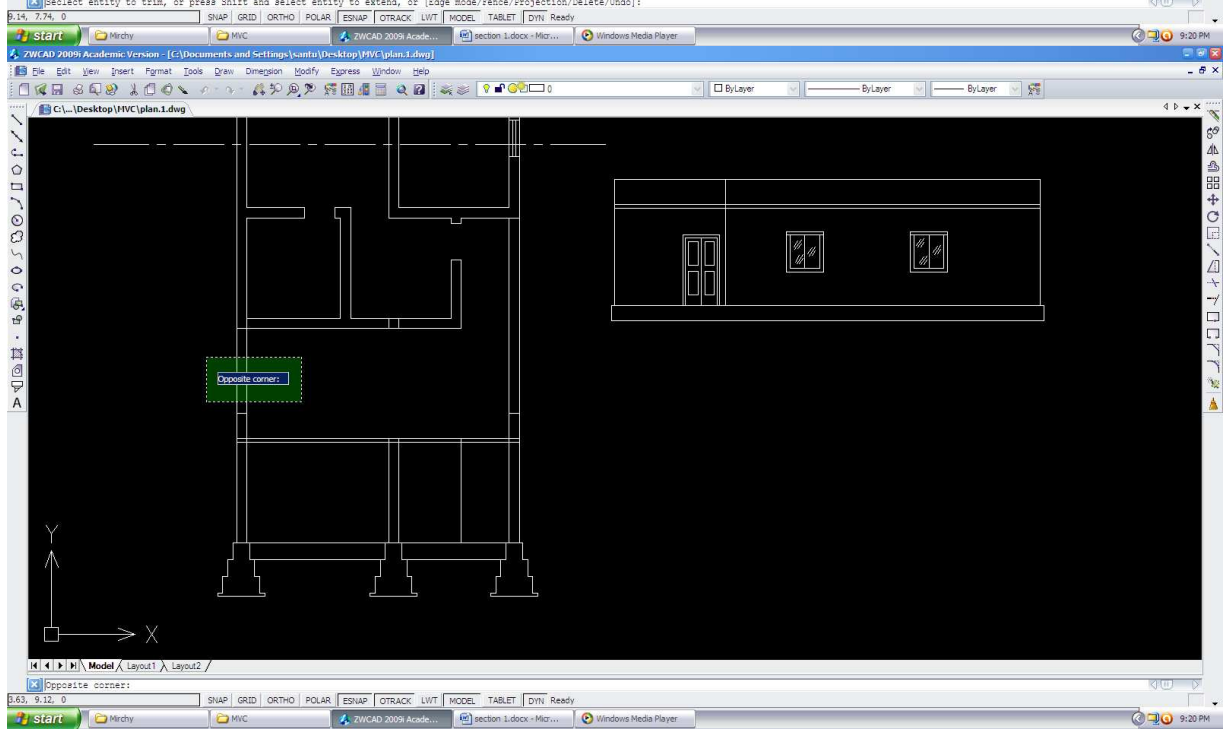 Seclect entity to trim, or press Shift and select entity to extend, or [Edge mode/Fence/Projection/Delete/Undo]:
9.14, 7.74, 0 SNAP GRID ORTHO POLAR ESNAP OTRACK LWT MODEL TABLET DYN Ready
start Mirchy MVC ZWCAD 2009i Acade... section 1.docx - Micr... Windows Media Player 9:20 PM
ZWCAD 2009i Academic Version - [C:\Documents and Settings\santu\Desktop\MVC\plan.1.dwg]
File Edit View Insert Format Tools Draw Dimension Modify Express Window Help
0 ByLayer ByLayer ByLayer
C:\...\Desktop\MVC\plan.1.dwg
Opposite corner:
Y
X
A
Model Layout1 Layout2
Opposite corner:
3.63, 9.12, 0 SNAP GRID ORTHO POLAR ESNAP OTRACK LWT MODEL TABLET DYN Ready
start Mirchy MVC ZWCAD 2009i Acade... section 1.docx - Micr... Windows Media Player 9:20 PM